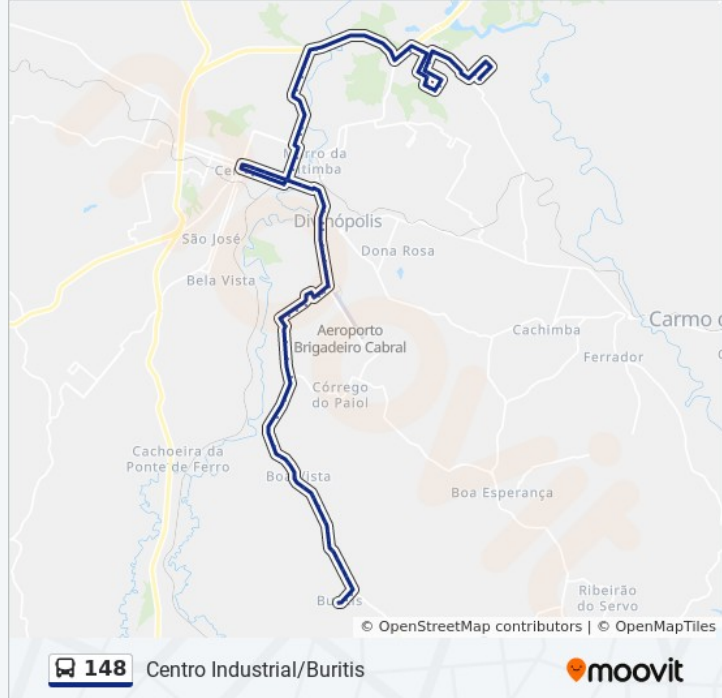 Morro da
Gutimba
Centro
Divinópolis
São José
Dona Rosa
Bela Vista
Carmo d
Aeroporto
Brigadeiro Cabral
Cachimba
Ferrador
Córrego
do Paiol
Cachoeira da
Ponte de Ferro
Boa Vista
Boa Esperança
Buritis
Ribeirão
do Servo
© OpenStreetMap contributors | © OpenMapTiles
148 Centro Industrial/Buritis
moovit